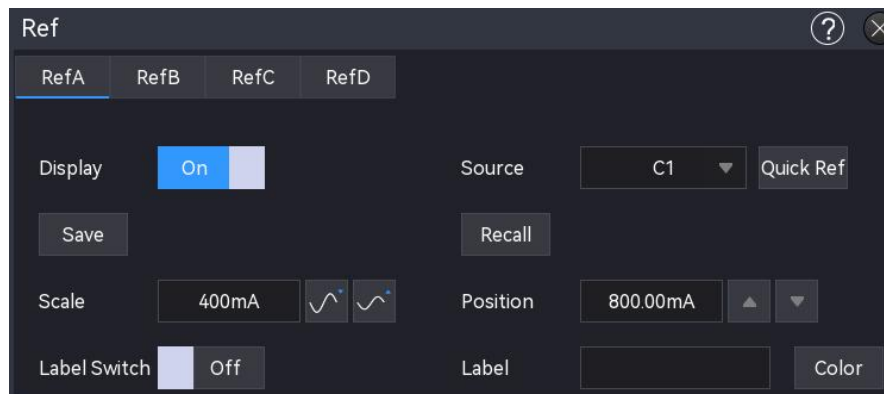 Ref ?
RefA RefB RefC RefD
Display On Source C1 Quick Ref
Save Recall
Scale 400mA Position 800.00mA
Label Switch Off Label Color